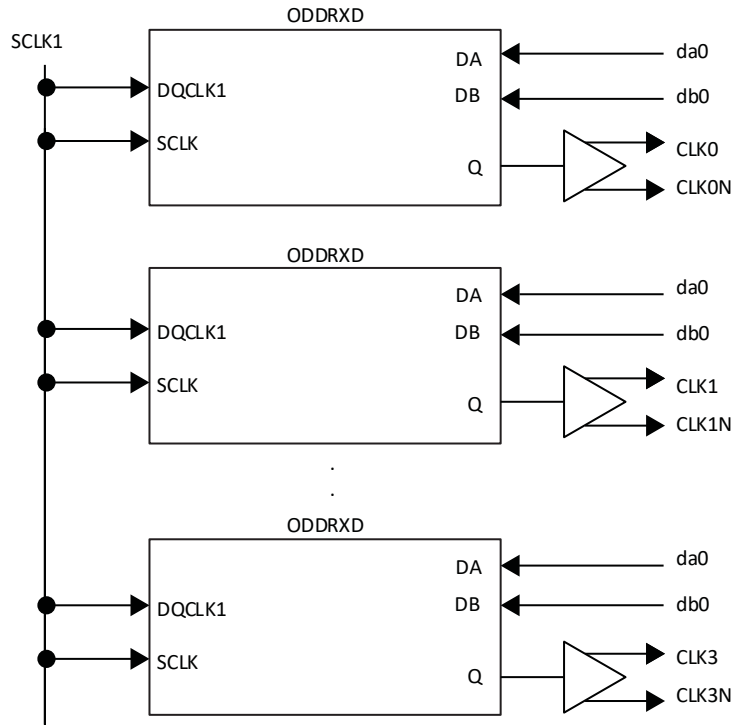 ODDRXD
SCLK1
DA
da0
DQCLK1
DB
db0
SCLK
CLK0
Q
CLK0N
ODDRXD
DA
da0
DQCLK1
DB
db0
SCLK
CLK1
Q
CLK1N
.
.
ODDRXD
DA
da0
DQCLK1
DB
db0
SCLK
CLK3
Q
CLK3N